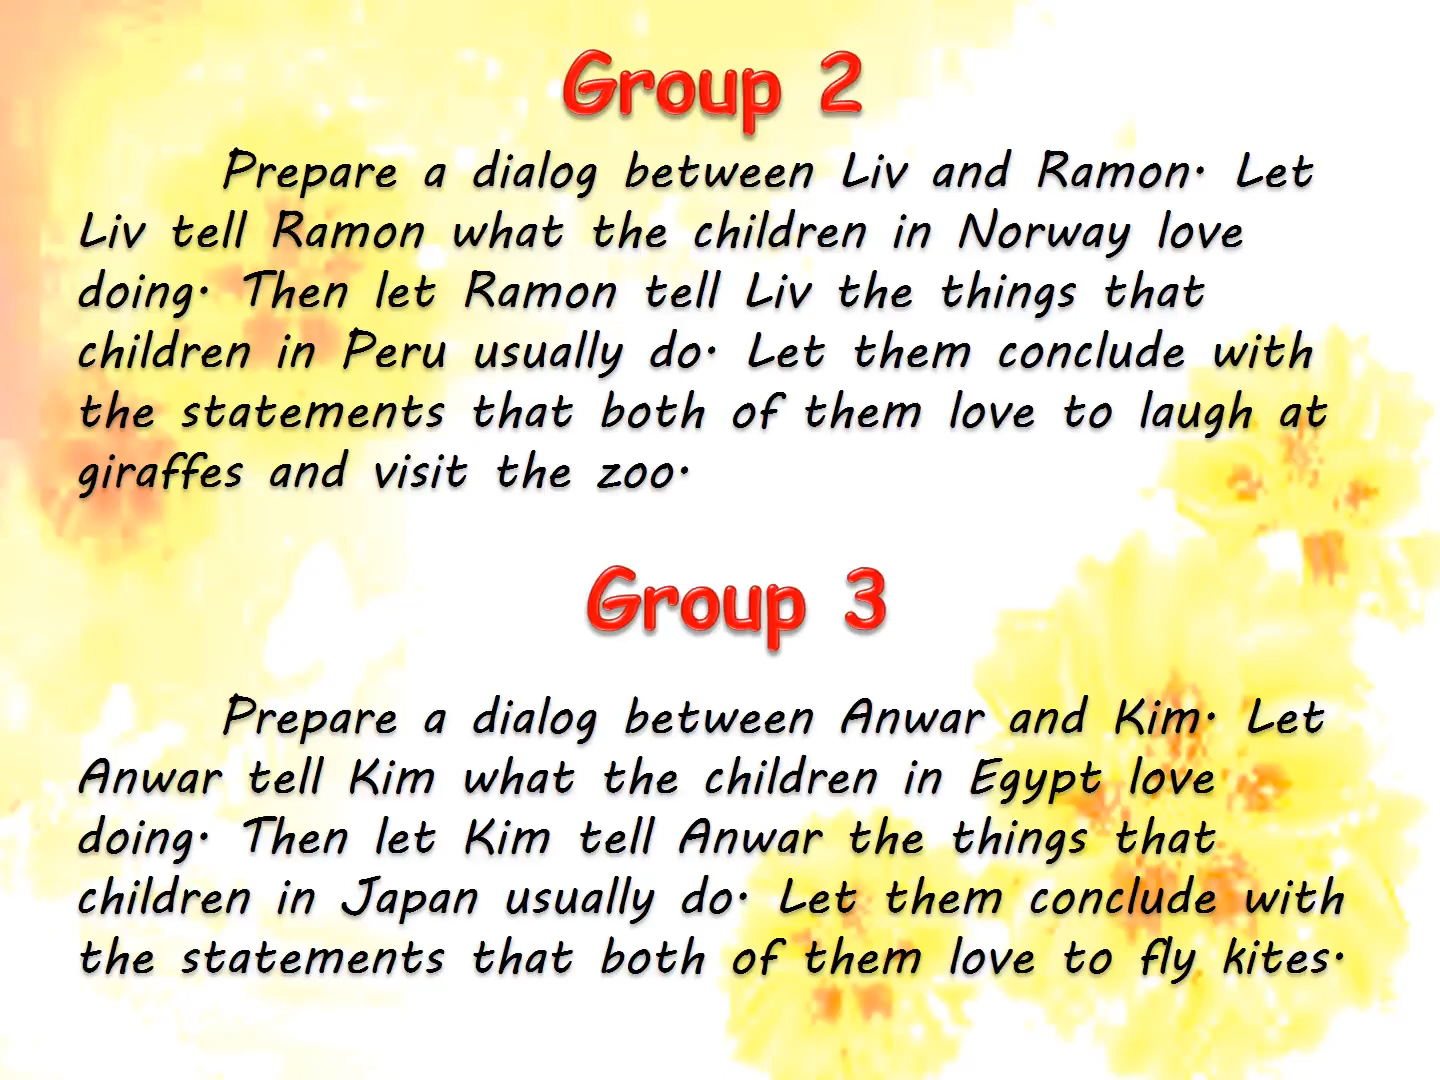 Group 2
Prepare a dialog between Liv and Ramon. Let
Liv tell Ramon what the children in Norway love
doing. Then let Ramon tell Liv the things that
children in Peru usually do. Let them conclude with
the statements that both of them love to laugh at
giraffes and visit the zoo.
Group 3
Prepare a dialog between Anwar and Kim. Let
Anwar tell Kim what the children in Egypt love
doing. Then let Kim tell Anwar the things that
children in Japan usually do. Let them conclude with
the statements that both of them love to fly kites.